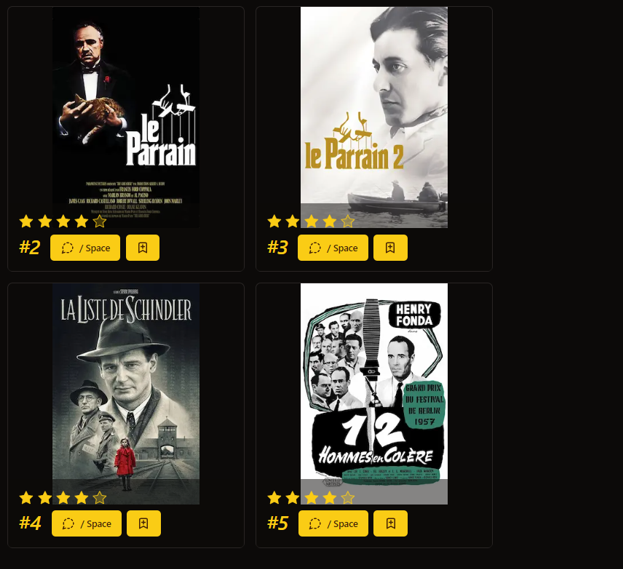 le
Parrain
#2
/ Space
le Parrain 2
#3
/ Space
LA LISTE DE SCHINDLER
#4
/ Space
HENRY
FONDA
GRAND PRIX
DU FESTIVAL
DE BERLIN
1957
12
HOMMES en COLÈRE
#5
/ Space